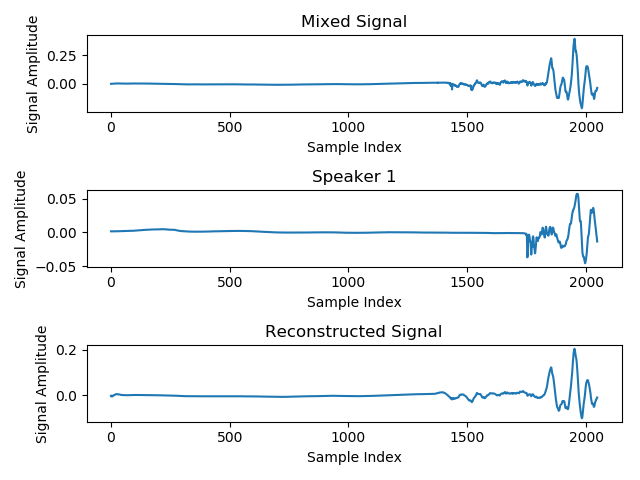 Mixed Signal
Signal Amplitude
0.25
0.00
0 500 1000 1500 2000
Sample Index
Speaker 1
Signal Amplitude
0.05
0.00
−0.05
0 500 1000 1500 2000
Sample Index
Reconstructed Signal
Signal Amplitude
0.2
0.0
0 500 1000 1500 2000
Sample Index